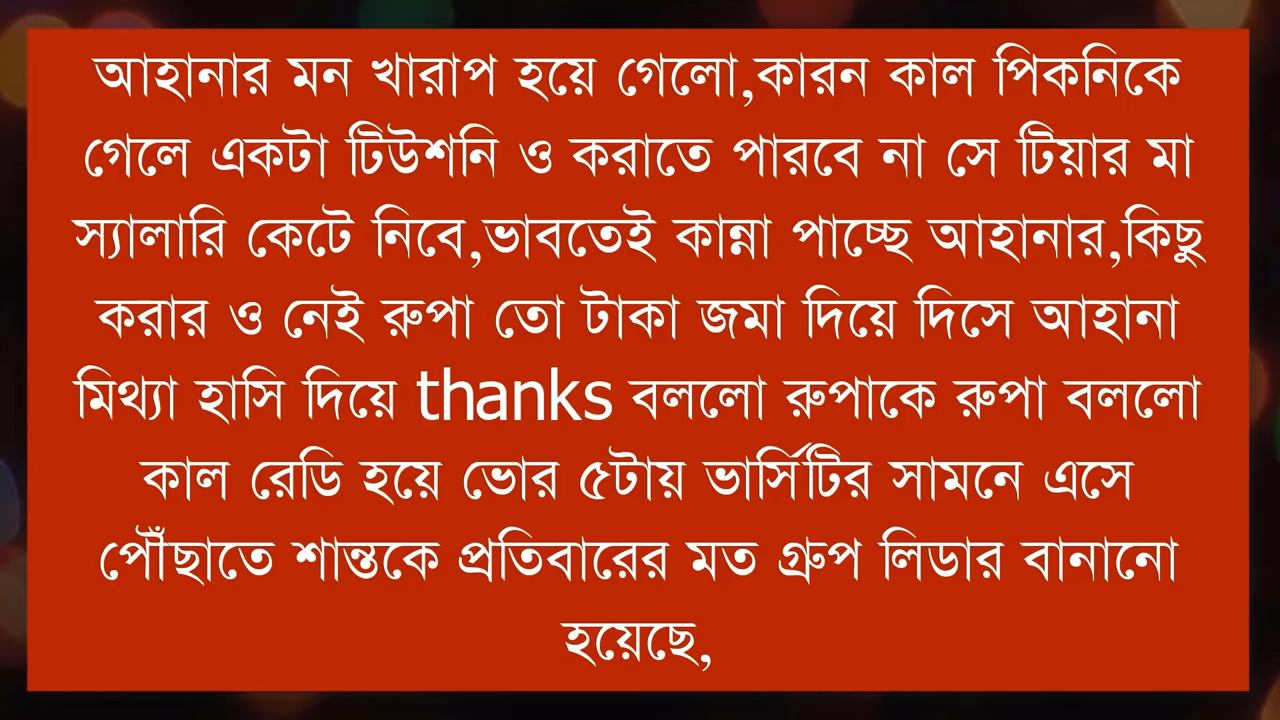 আহানার মন খারাপ হয়ে গেলো,কারন কাল পিকনিকে
গেলে একটা টিউশনি ও করাতে পারবে না সে টিয়ার মা
স্যালারি কেটে নিবে,ভাবতেই কান্না পাচ্ছে আহানার,কিছু
করার ও নেই রুপা তো টাকা জমা দিয়ে দিসে আহানা
মিথ্যা হাসি দিয়ে thanks বললো রুপাকে রুপা বললো
কাল রেডি হয়ে ভোর ৫টায় ভার্সিটির সামনে এসে
পৌঁছাতে শান্তকে প্রতিবারের মত গ্রুপ লিডার বানানো
হয়েছে,